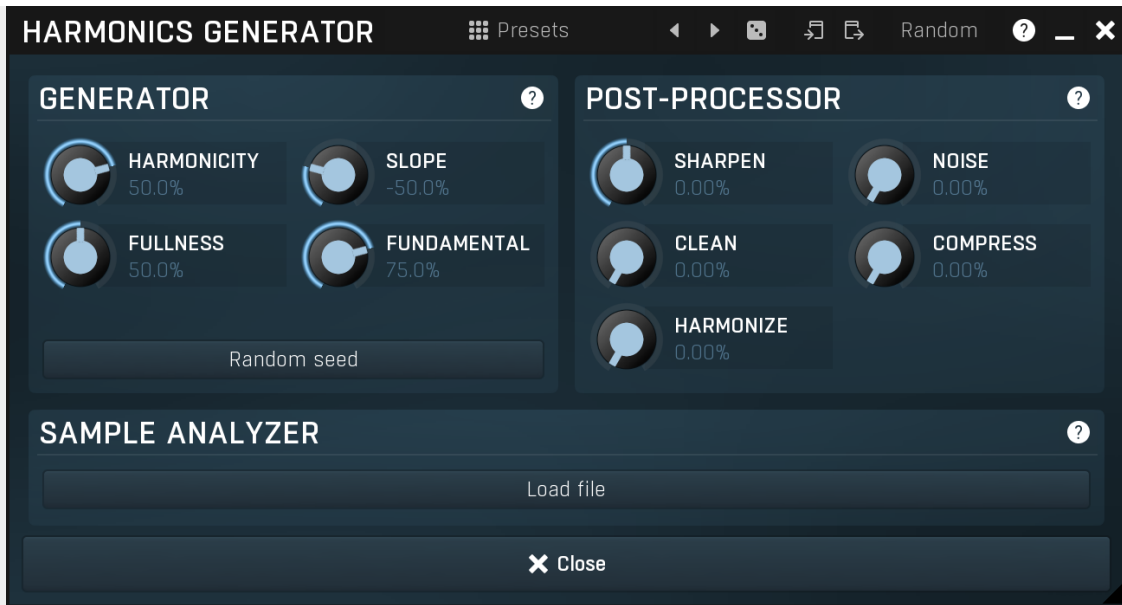 HARMONICS GENERATOR Presets Random ?
GENERATOR ?
HARMONICITY
50.0%
SLOPE
-50.0%
FULLNESS
50.0%
FUNDAMENTAL
75.0%
Random seed
POST-PROCESSOR ?
SHARPEN
0.00%
NOISE
0.00%
CLEAN
0.00%
COMPRESS
0.00%
HARMONIZE
0.00%
SAMPLE ANALYZER ?
Load file
Close